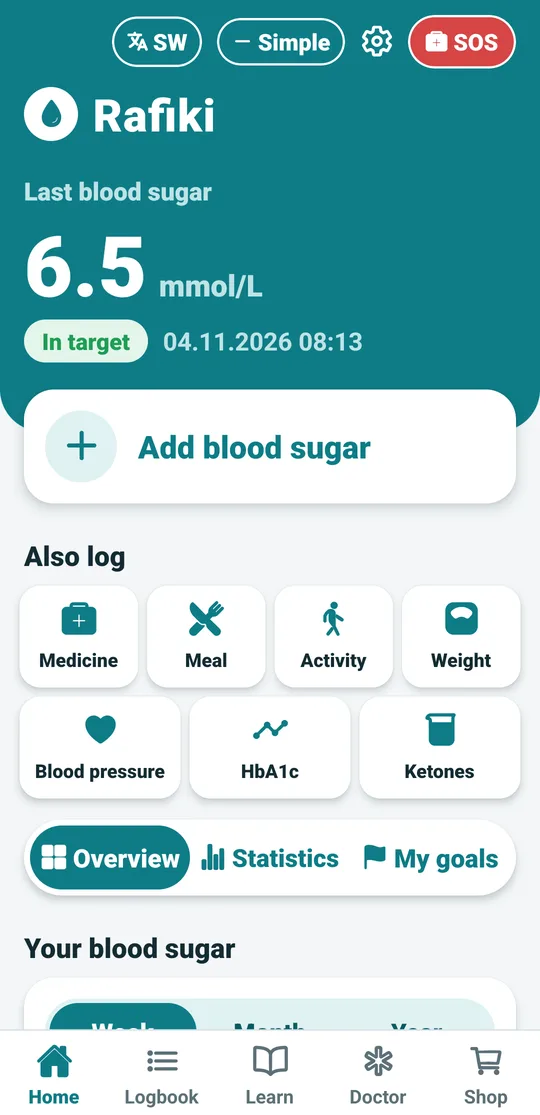 SW
Simple
SOS
Rafiki
Last blood sugar
6.5 mmol/L
In target 04.11.2026 08:13
Add blood sugar
Also log
Medicine Meal Activity Weight
Blood pressure HbA1c Ketones
Overview Statistics My goals
Your blood sugar
Week Month Year
Home Logbook Learn Doctor Shop